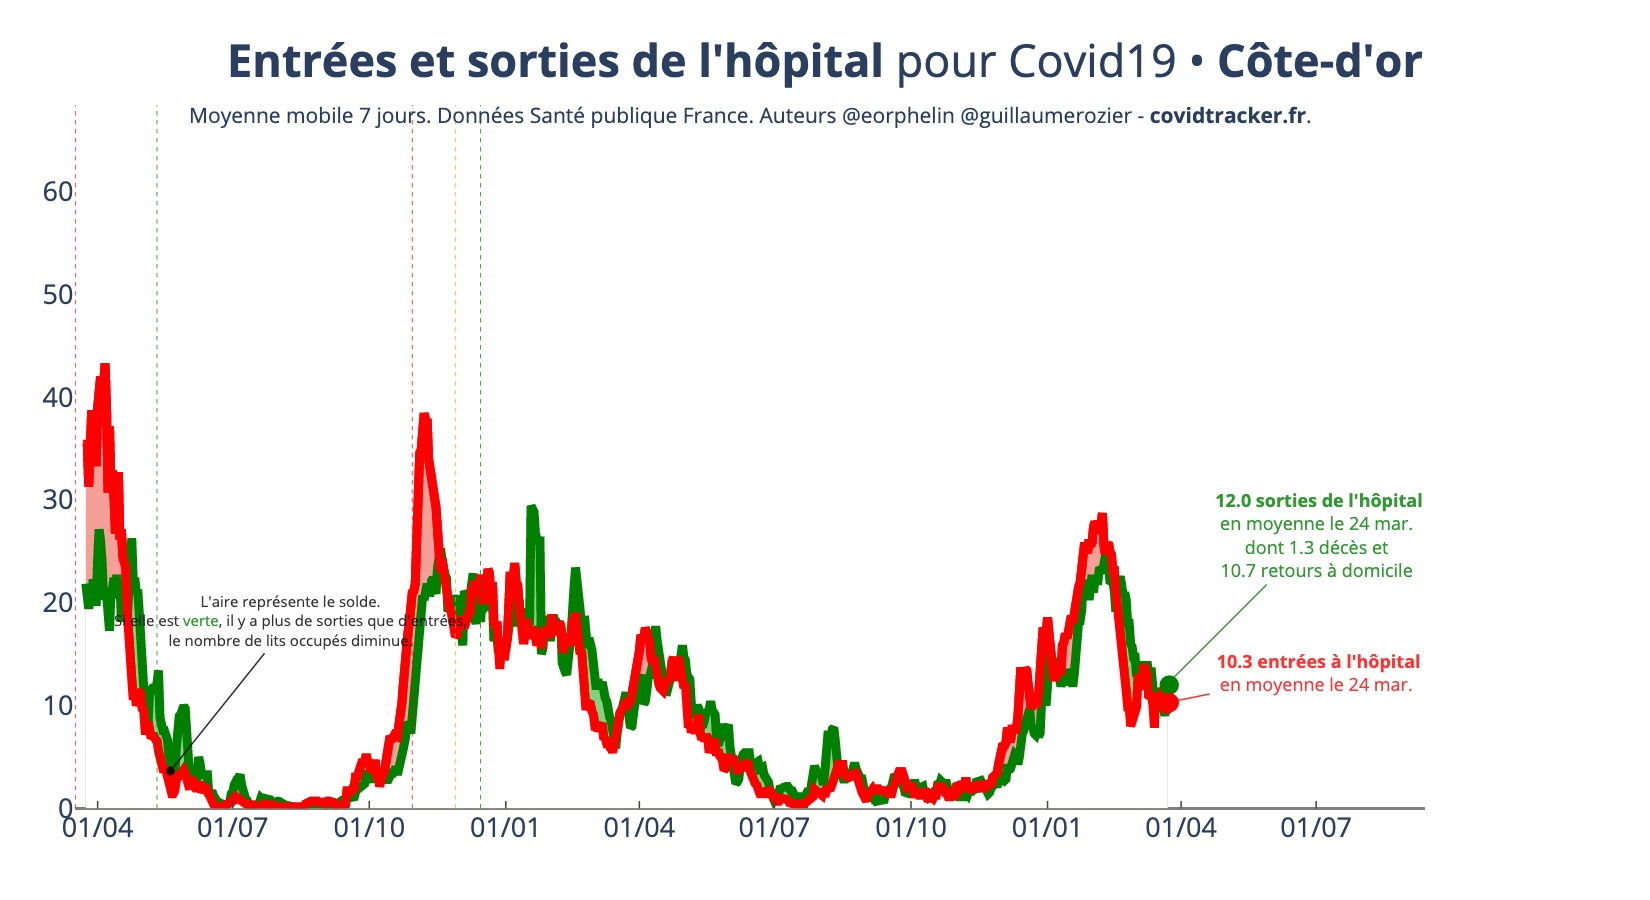 Entrées et sorties de l'hôpital pour Covid19 • Côte-d'or
Moyenne mobile 7 jours. Données Santé publique France. Auteurs @eorphelin @guillaumerozier - covidtracker.fr.
60
50
40
30
20
10
0
L'aire représente le solde.
Si elle est verte, il y a plus de sorties que d'entrées,
le nombre de lits occupés diminue.
12.0 sorties de l'hôpital
en moyenne le 24 mar.
dont 1.3 décès et
10.7 retours à domicile
10.3 entrées à l'hôpital
en moyenne le 24 mar.
01/04 01/07 01/10 01/01 01/04 01/07 01/10 01/01 01/04 01/07